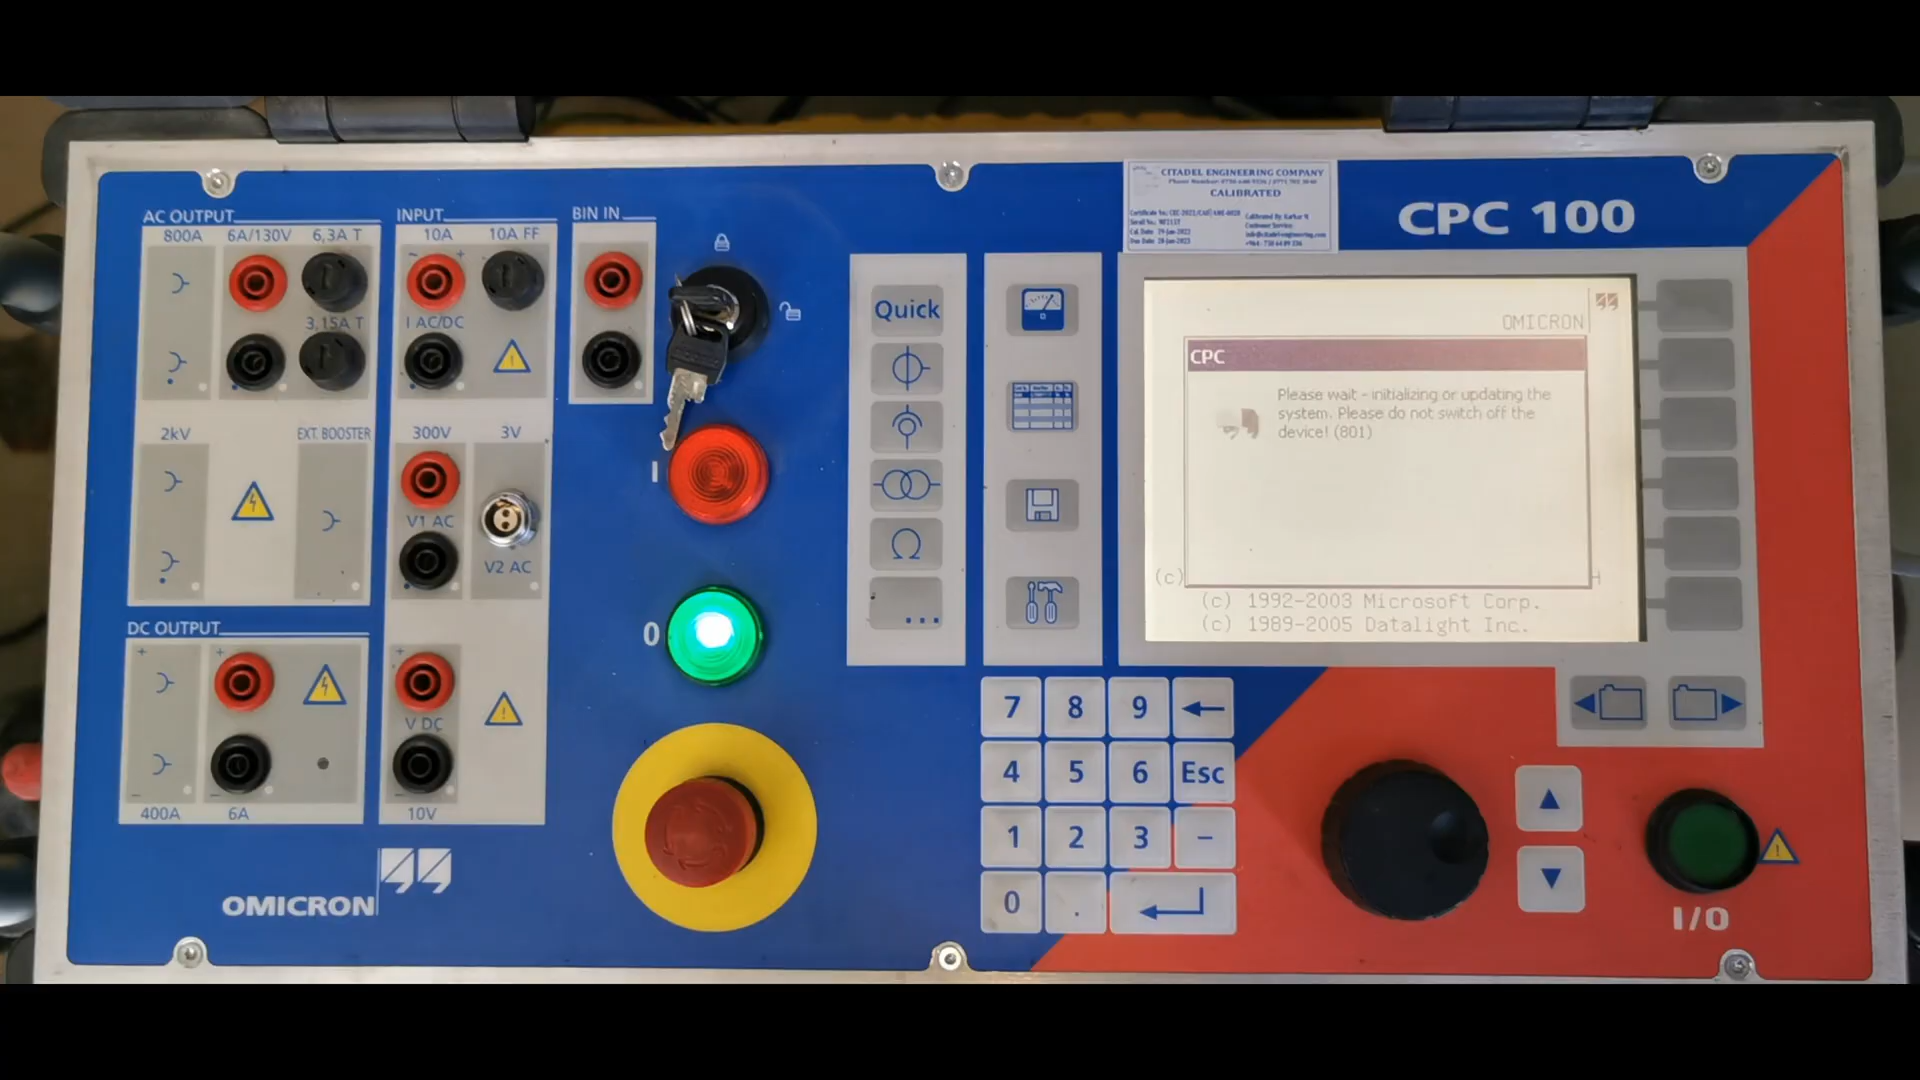 AC OUTPUT
800A 6A/130V 6,3A T
3,15A T
2kV EXT. BOOSTER
DC OUTPUT
400A 6A
INPUT
10A 10A FF
I AC/DC
300V 3V
V1 AC
V2 AC
V DC
10V
BIN IN
I
0
OMICRON
Quick
...
CITADEL ENGINEERING COMPANY
CALIBRATED
CPC 100
OMICRON
CPC
Please wait - initializing or updating the
system. Please do not switch off the
device! (801)
(c)
(c) 1992-2003 Microsoft Corp.
(c) 1989-2005 Datalight Inc.
7 8 9
4 5 6 Esc
1 2 3 -
0 .
I/O